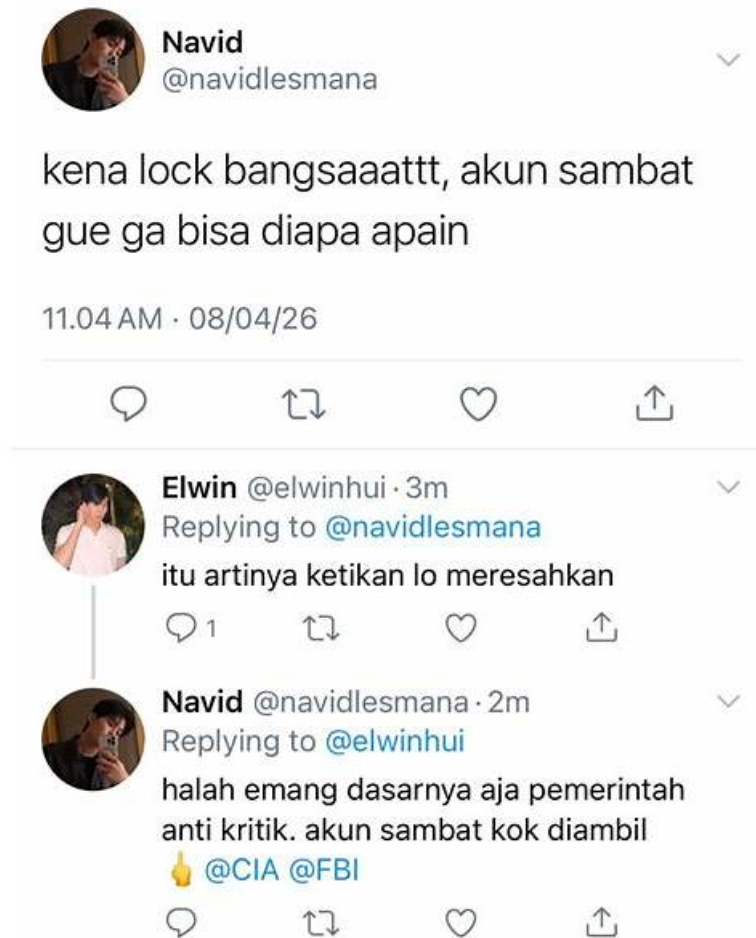 Navid
@navidlesmana
kena lock bangsaaattt, akun sambat
gue ga bisa diapa apain
11.04 AM · 08/04/26
Elwin @elwinhui · 3m
Replying to @navidlesmana
itu artinya ketikan lo meresahkan
1
Navid @navidlesmana · 2m
Replying to @elwinhui
halah emang dasarnya aja pemerintah
anti kritik. akun sambat kok diambil
🖕 @CIA @FBI